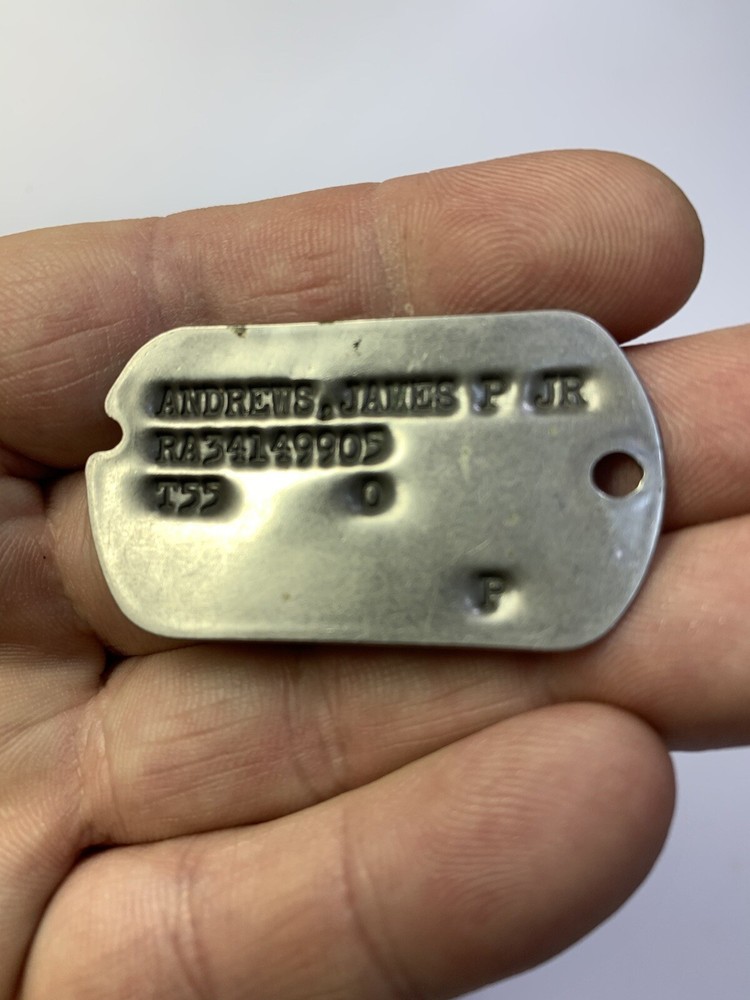 ANDREWS,JAMES P JR
RA34149905
T55 O
P